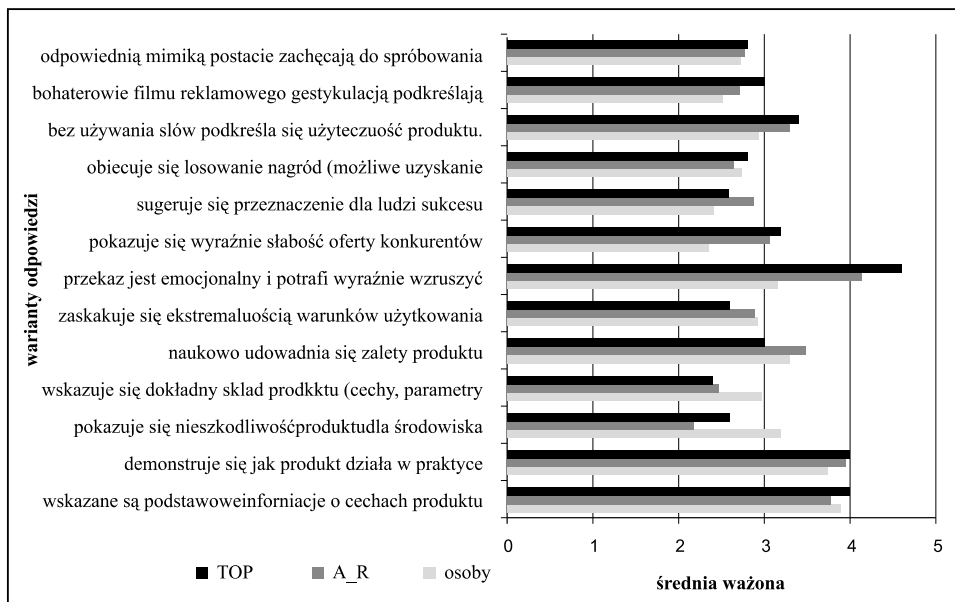 odpowiednią mimiką postacie zachęcają do spróbowania
bohaterowie filmu reklamowego gestykulacją podkreślają
bez używania slów podkreśla się użyteczuość produktu.
obiecuje się losowanie nagród (możliwe uzyskanie
sugeruje się przeznaczenie dla ludzi sukcesu
pokazuje się wyraźnie słabość oferty konkurentów
przekaz jest emocjonalny i potrafi wyraźnie wzruszyć
zaskakuje się ekstremaluością warunków użytkowania
naukowo udowadnia się zalety produktu
wskazuje się dokładny sklad prodkktu (cechy, parametry
pokazuje się nieszkodliwośćproduktudla środowiska
demonstruje się jak produkt działa w praktyce
wskazane są podstawoweinforniacje o cechach produktu
warianty odpowiedzi
0 1 2 3 4 5
TOP A_R osoby
średnia ważona